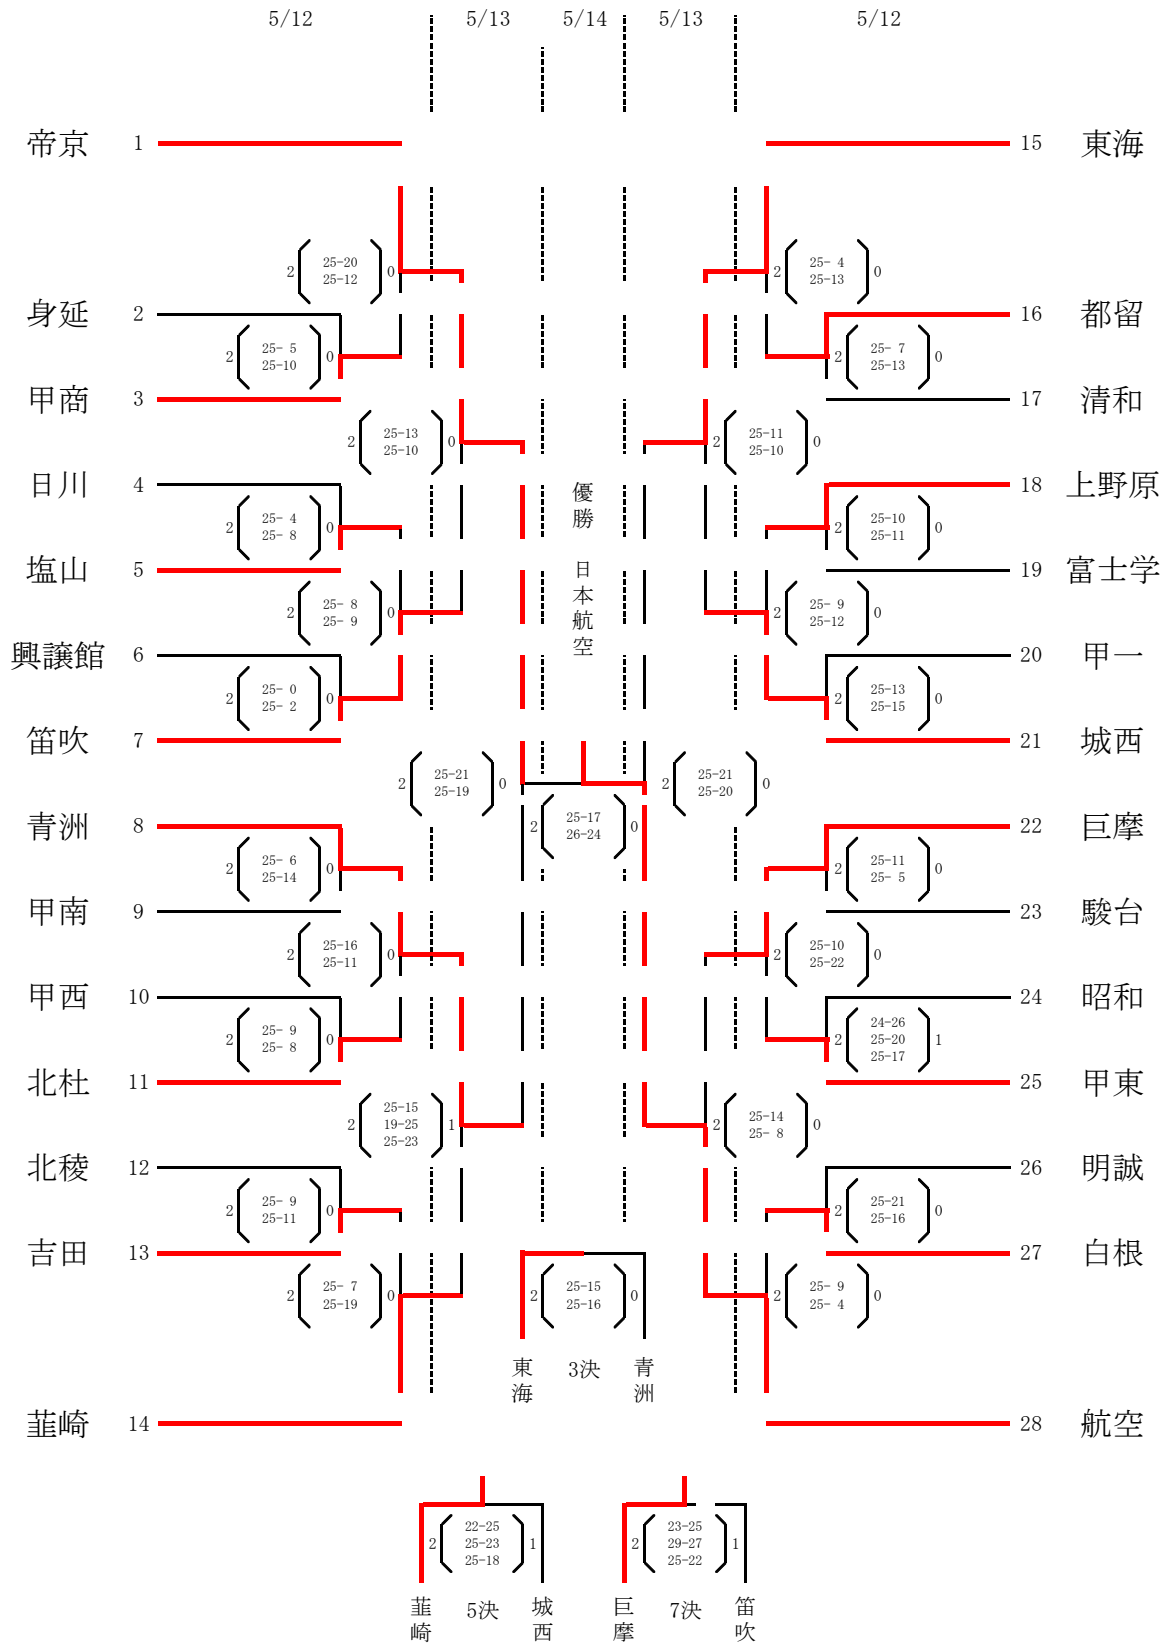 5/12 5/13 5/14 5/13 5/12
帝京 1 15 東海
2 25-20 0 2 25- 4 0
25-12 25-13
身延 2 16 都留
2 25- 5 0 2 25- 7 0
25-10 25-13
甲商 3 17 清和
2 25-13 0 2 25-11 0
25-10 25-10
日川 4 18 上野原
優勝
2 25- 4 0 2 25-10 0
25- 8 25-11
塩山 5 19 富士学
日本航空
2 25- 8 0 2 25- 9 0
25- 9 25-12
興譲館 6 20 甲一
2 25- 0 0 2 25-13 0
25- 2 25-15
笛吹 7 21 城西
2 25-21 0 2 25-21 0
25-19 25-20
2 25-17 0
26-24
青洲 8 22 巨摩
2 25- 6 0 2 25-11 0
25-14 25- 5
甲南 9 23 駿台
2 25-16 0 2 25-10 0
25-11 25-22
甲西 10 24 昭和
2 25- 9 0
25- 8
2 24-26 1
25-20
25-17
北杜 11 25 甲東
2 25-15 1
19-25
25-23
2 25-14 0
25- 8
北稜 12 26 明誠
2 25- 9 0 2 25-21 0
25-11 25-16
吉田 13 27 白根
2 25- 7 0 2 25-15 0 2 25- 9 0
25-19 25-16 25- 4
東海 3決 青洲
韮崎 14 28 航空
2 22-25 1 2 23-25 1
25-23 29-27
25-18 25-22
韮崎 5決 城西 巨摩 7決 笛吹